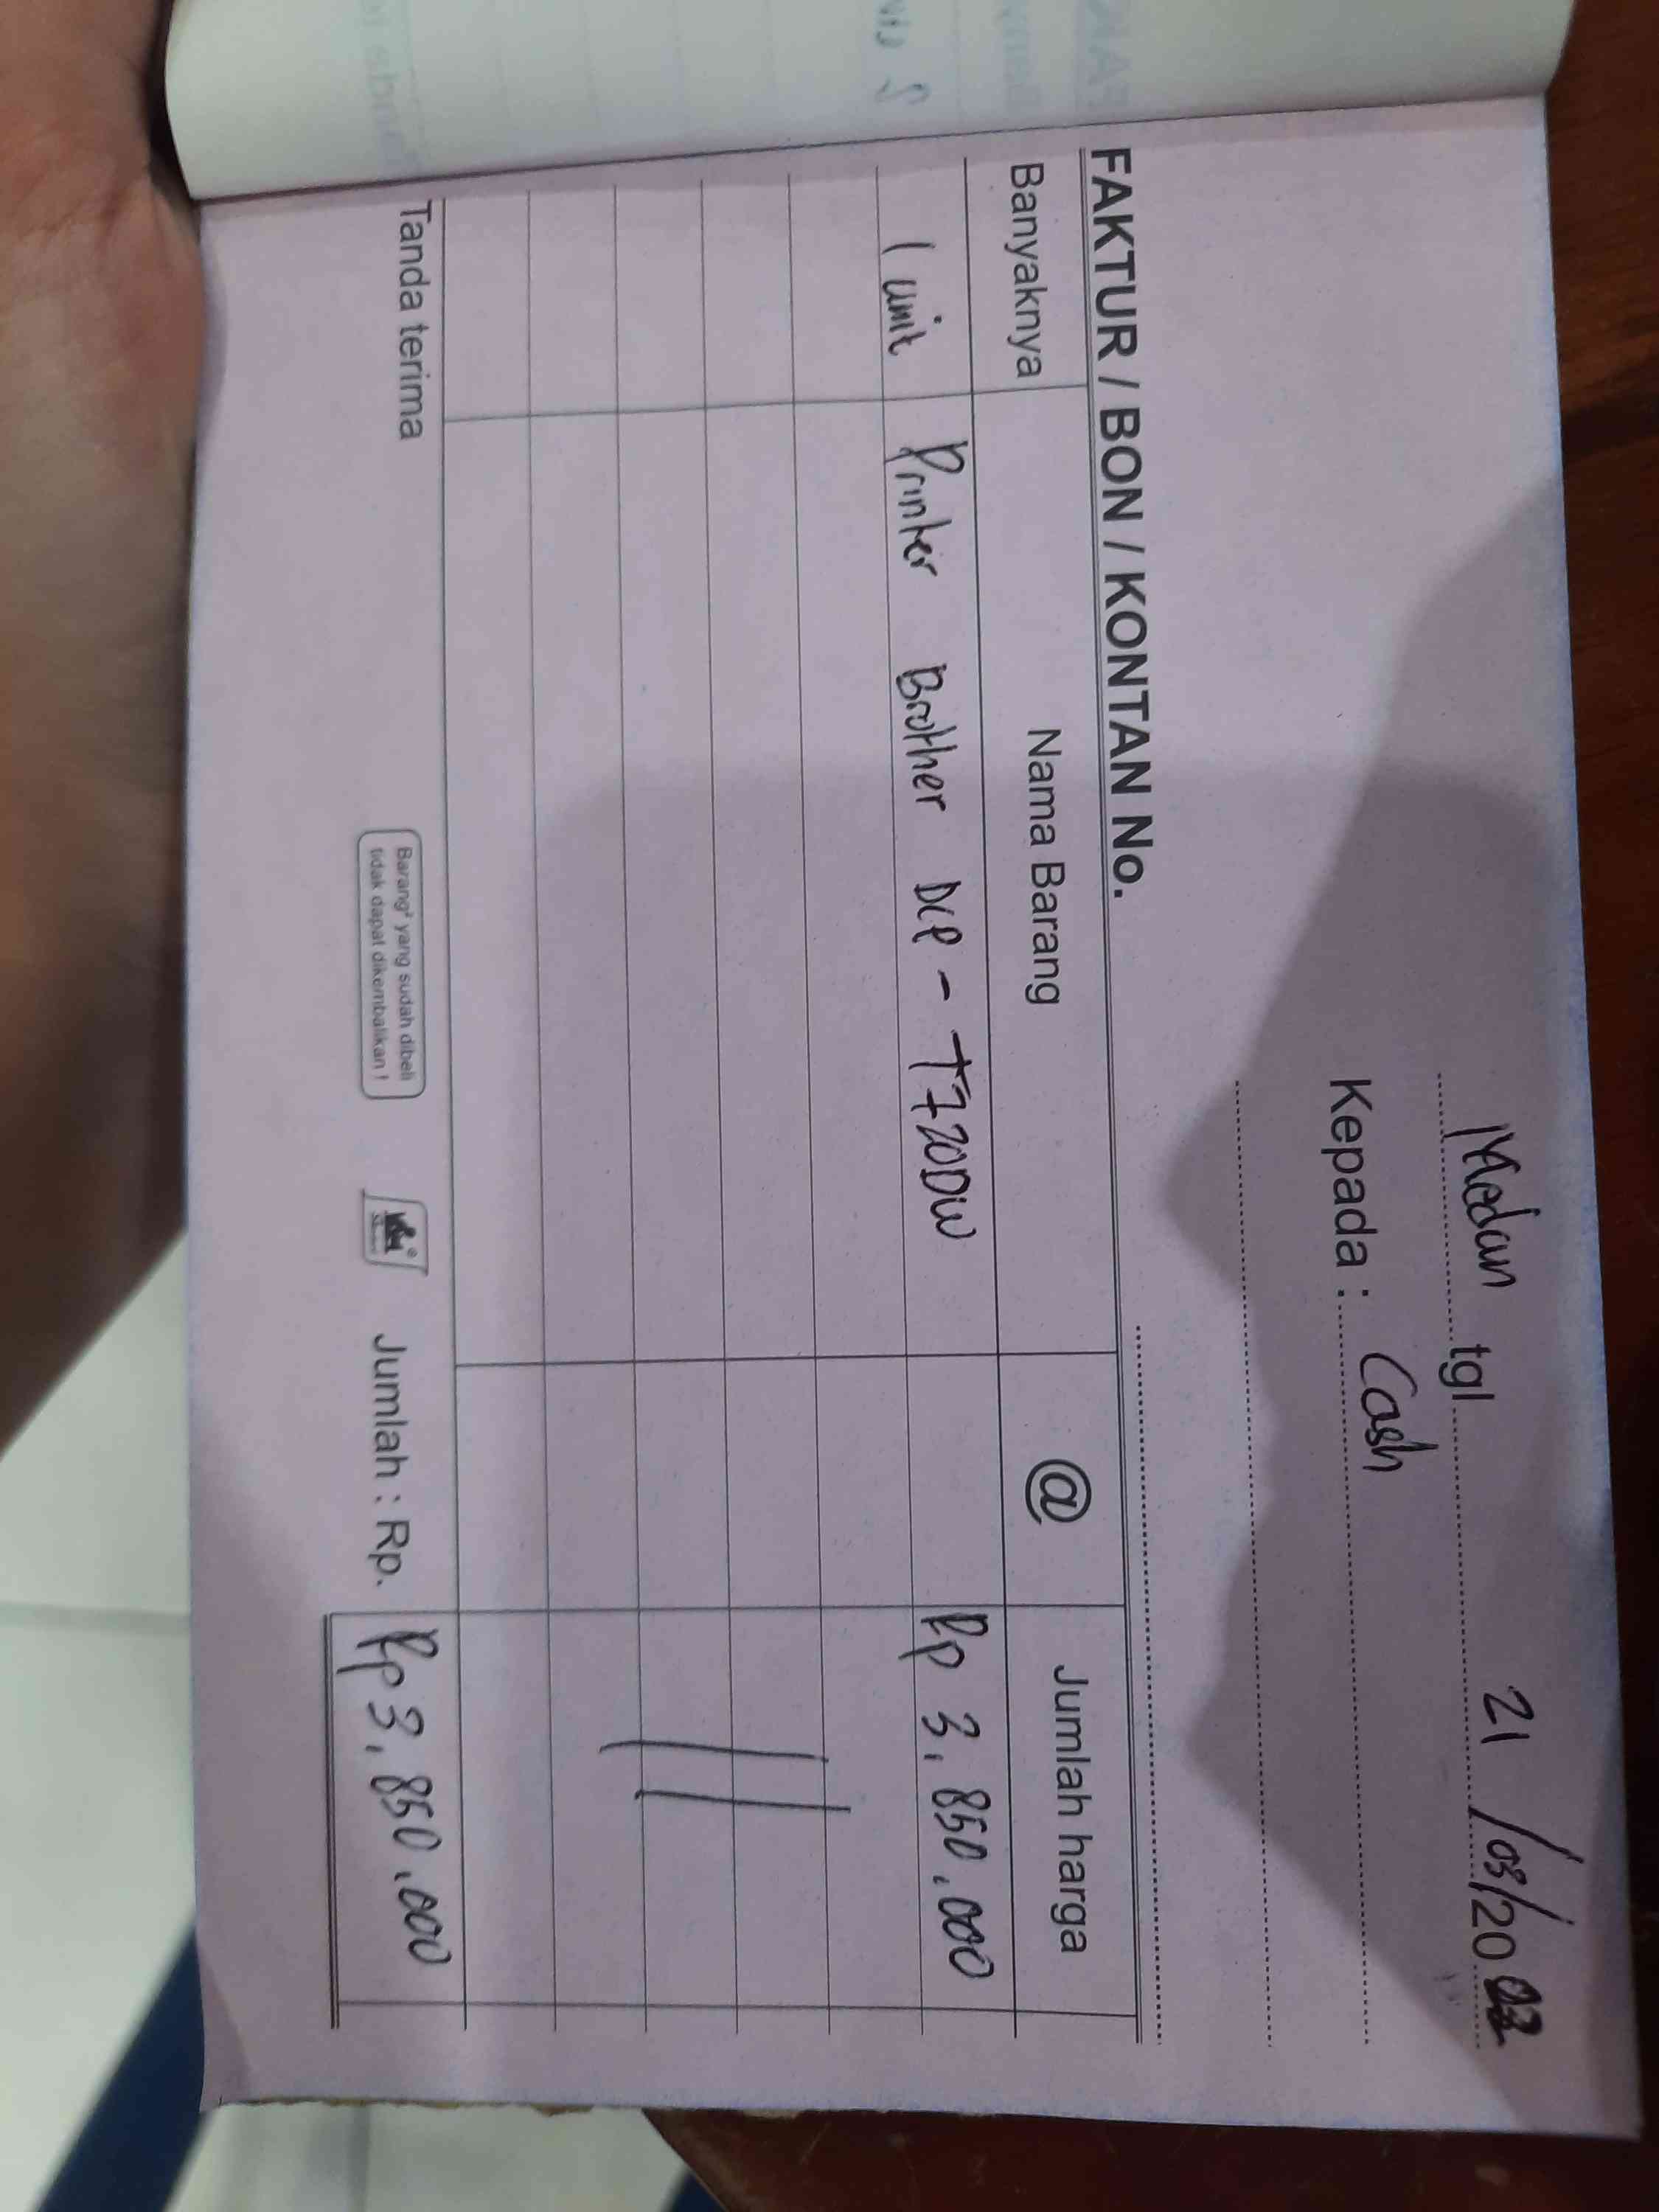 Medan tgl 21/03/2023
Kepada : Cash
FAKTUR / BON / KONTAN No.
Banyaknya Nama Barang @ Jumlah harga
1 unit Printer Brother DCP - T720DW Rp 3.850.000
Tanda terima
Barang² yang sudah dibeli
tidak dapat dikembalikan !
Jumlah : Rp. Rp 3.850.000